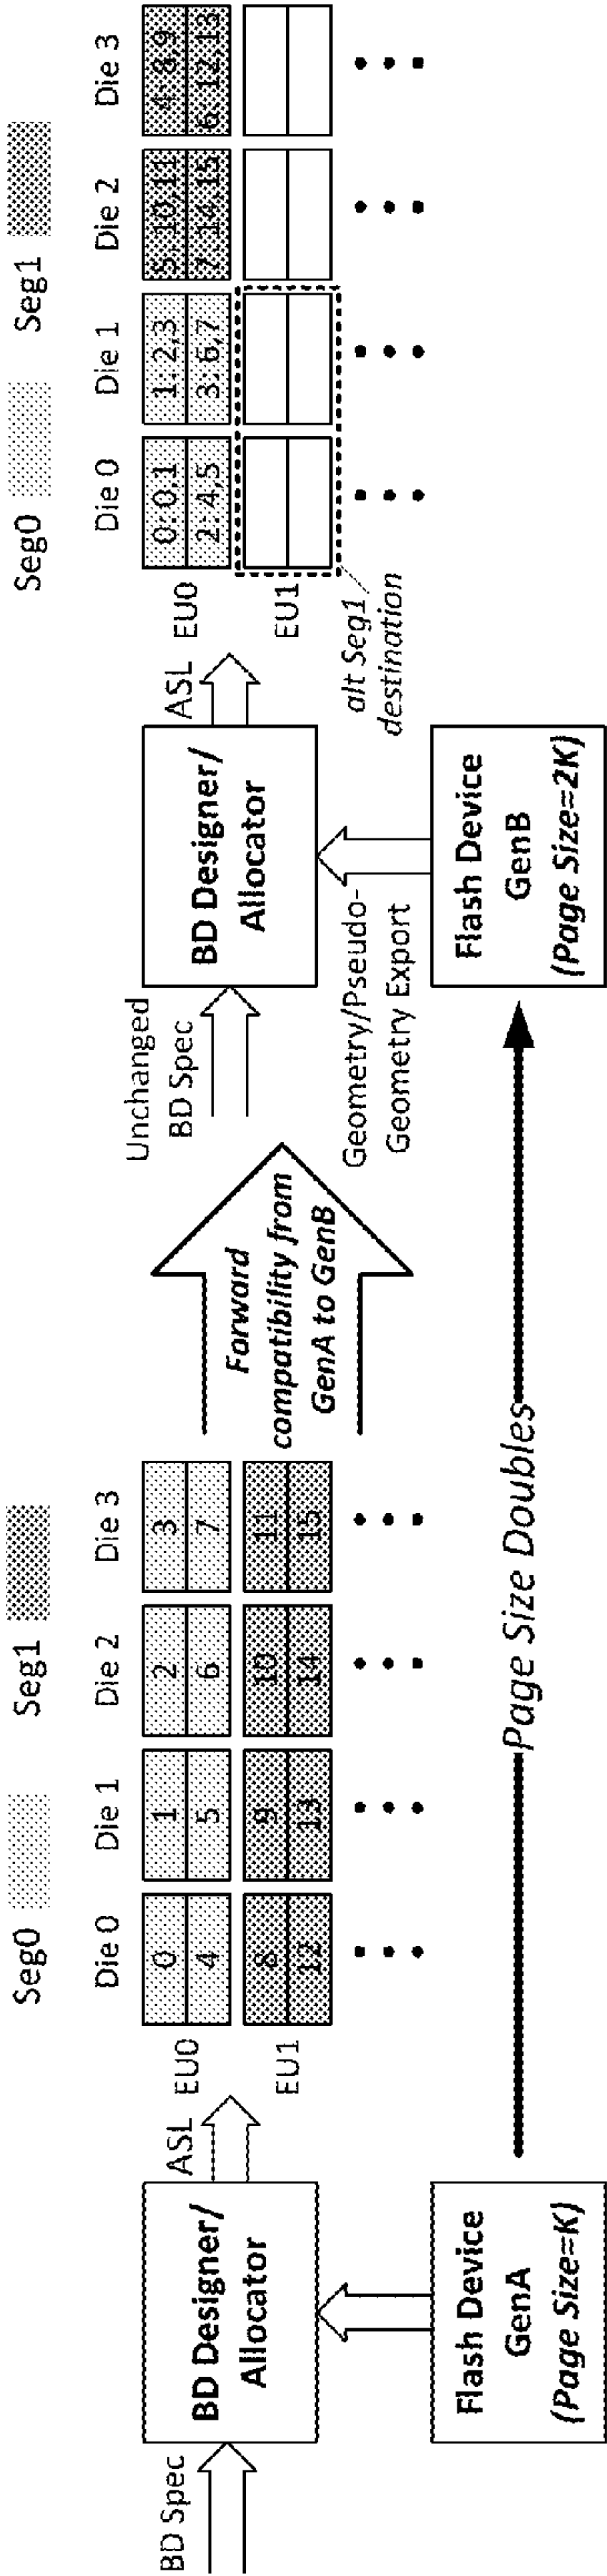 BD Spec
BD Designer/
Allocator
Flash Device
GenA
(Page Size=K)
ASL
Seg0 Seg1
Die 0 Die 1 Die 2 Die 3
EU0 0 1 2 3
4 5 6 7
EU1 8 9 10 11
12 13 14 15
Forward
compatibility from
GenA to GenB
Page Size Doubles
Unchanged
BD Spec
BD Designer/
Allocator
Geometry/Pseudo-
Geometry Export
Flash Device
GenB
(Page Size=2K)
ASL
Seg0 Seg1
Die 0 Die 1 Die 2 Die 3
EU0 0: 0,1 1: 2,3 5: 10,11 4: 8,9
2: 4,5 3: 6,7 7: 14,15 6: 12,13
EU1
alt Seg1
destination